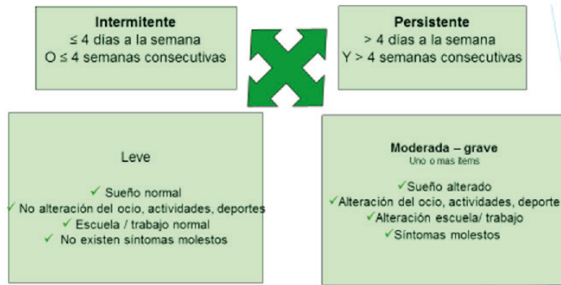 Intermitente
≤ 4 días a la semana
O ≤ 4 semanas consecutivas
Persistente
> 4 días a la semana
Y > 4 semanas consecutivas
Leve
✓ Sueño normal
✓ No alteración del ocio, actividades, deportes
✓ Escuela / trabajo normal
✓ No existen síntomas molestos
Moderada – grave
Uno o mas items
✓ Sueño alterado
✓ Alteración del ocio, actividades, deporte
✓ Alteración escuela/ trabajo
✓ Síntomas molestos